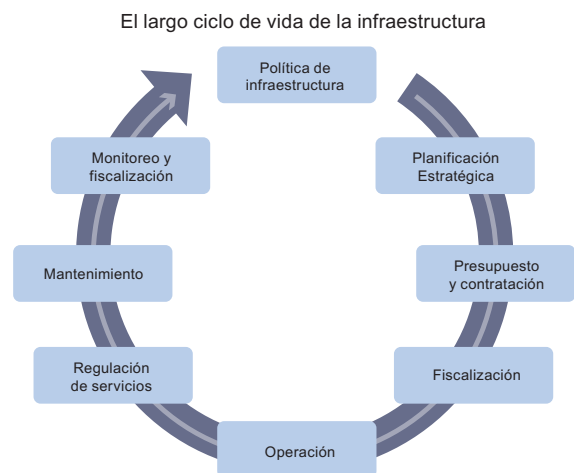 El largo ciclo de vida de la infraestructura
Política de
infraestructura
Planificación
Estratégica
Presupuesto
y contratación
Fiscalización
Operación
Regulación
de servicios
Mantenimiento
Monitoreo y
fiscalización